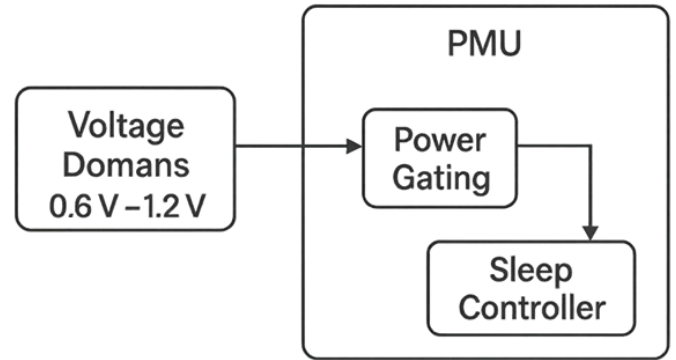 PMU
Voltage
Domans
0.6 V – 1.2 V
Power
Gating
Sleep
Controller